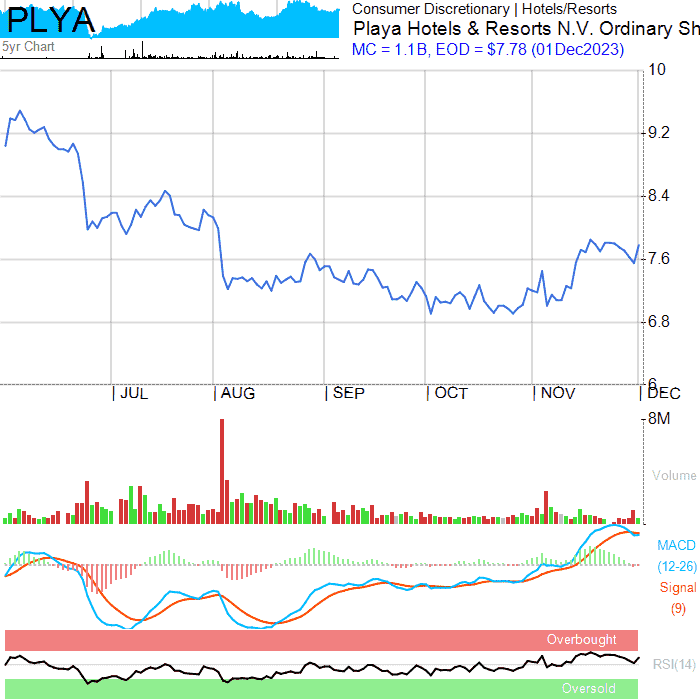 PLYA
5yr Chart
Consumer Discretionary | Hotels/Resorts
Playa Hotels & Resorts N.V. Ordinary Sh
MC = 1.1B, EOD = $7.78 (01Dec2023)
10
9.2
8.4
7.6
6.8
6
JUL
AUG
SEP
OCT
NOV
DEC
8M
Volume
MACD
(12-26)
Signal
(9)
Overbought
RSI(14)
Oversold